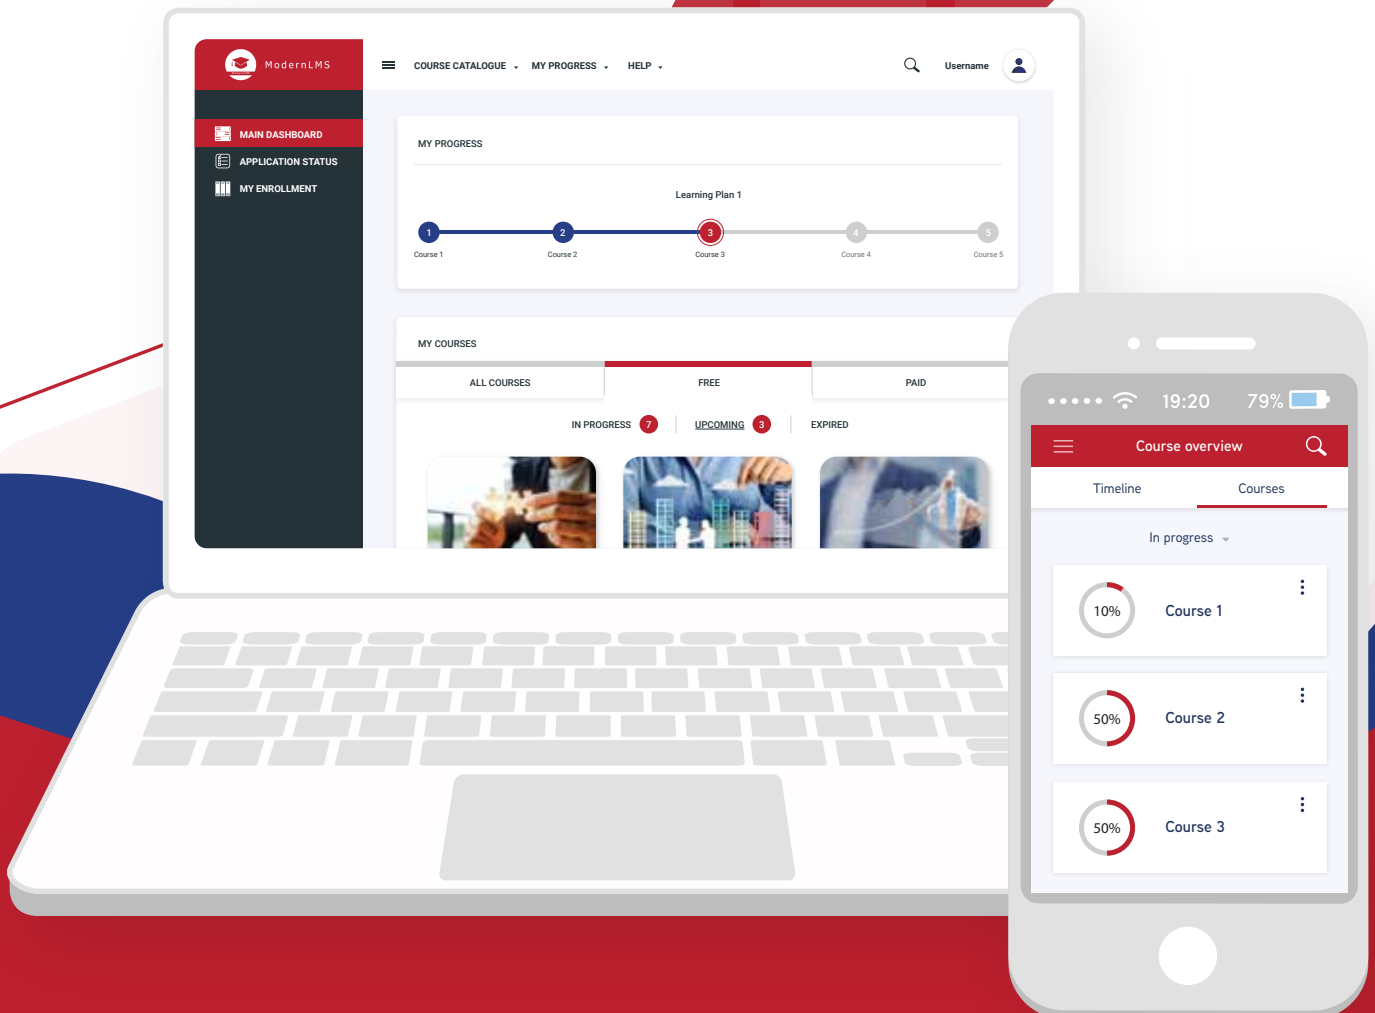 ModernLMS
COURSE CATALOGUE MY PROGRESS HELP
Username
MAIN DASHBOARD
APPLICATION STATUS
MY ENROLLMENT
MY PROGRESS
Learning Plan 1
1 2 3 4 5
Course 1 Course 2 Course 3 Course 4 Course 5
MY COURSES
ALL COURSES FREE PAID
IN PROGRESS 7 UPCOMING 3 EXPIRED
19:20 79%
Course overview
Timeline Courses
In progress
10% Course 1
50% Course 2
50% Course 3